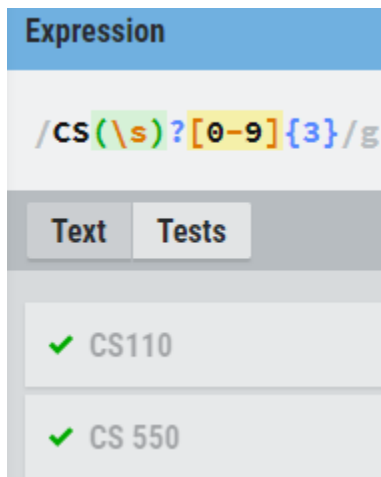 Expression
/CS(\s)?[0-9]{3}/g
Text Tests
CS110
CS 550